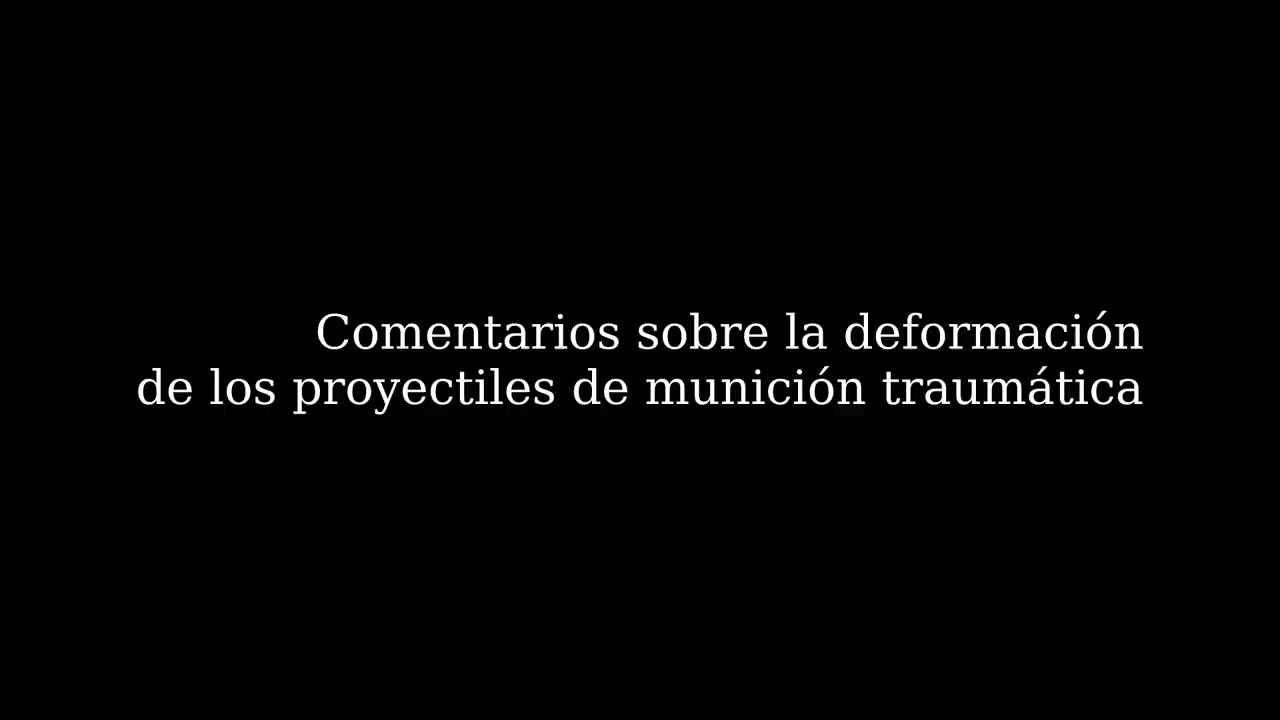 Comentarios sobre la deformación
de los proyectiles de munición traumática